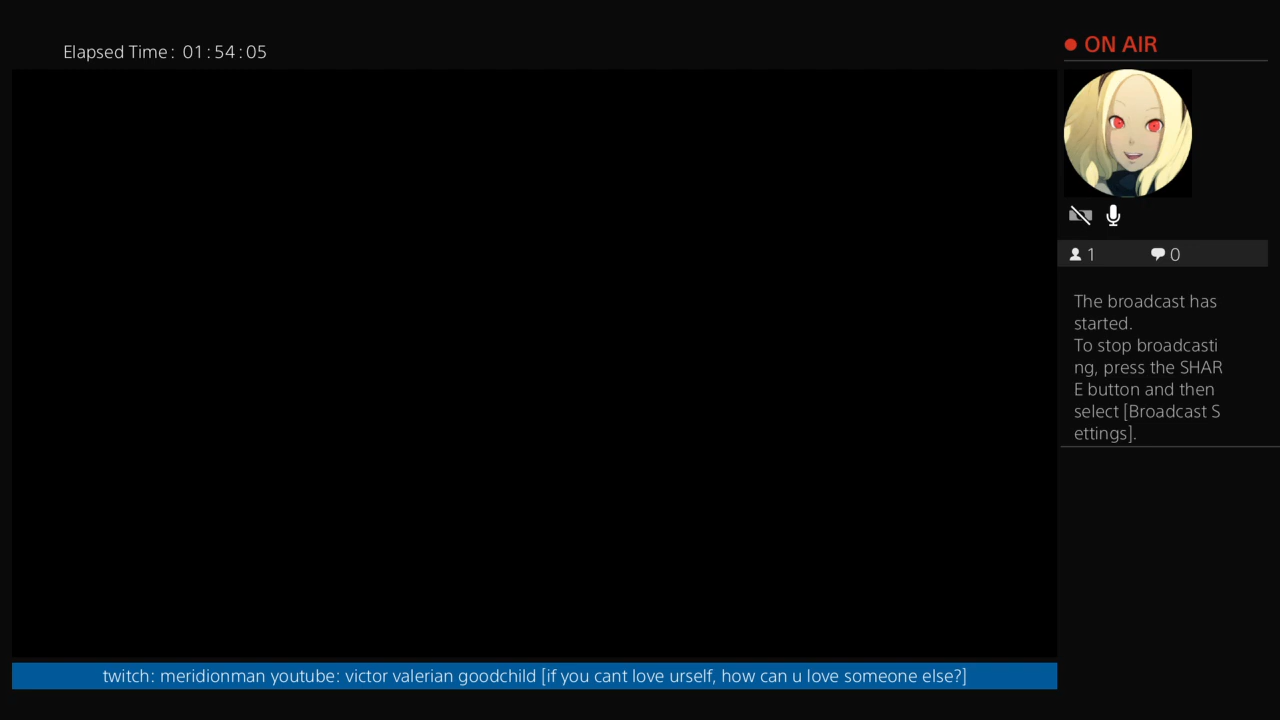 Elapsed Time: 01:54:05
ON AIR
1 0
The broadcast has
started.
To stop broadcasti
ng, press the SHAR
E button and then
select [Broadcast S
ettings].
twitch: meridionman youtube: victor valerian goodchild [if you cant love urself, how can u love someone else?]